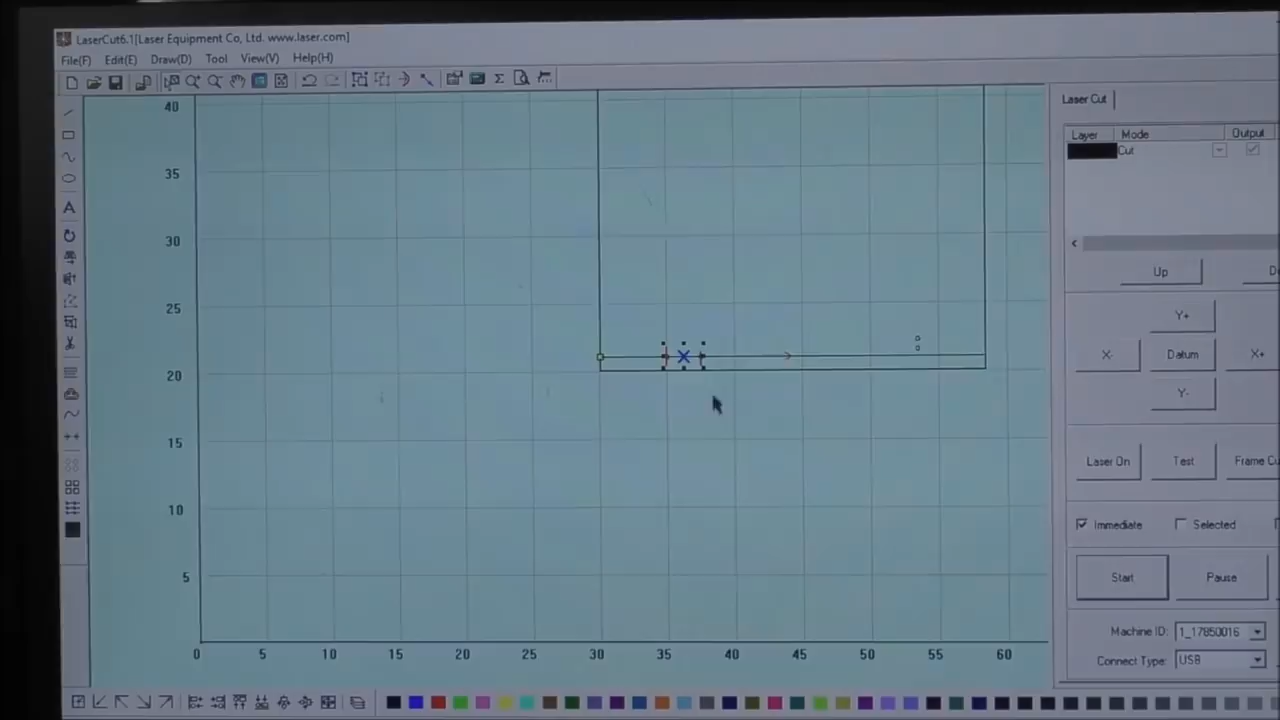 LaserCut6.1[Laser Equipment Co, Ltd. www.laser.com]
File(F) Edit(E) Draw(D) Tool View(V) Help(H)
Laser Cut
Layer Mode Output
Cut
Up
Y+
X- Datum X+
Y-
Laser On Test Frame Cu
Immediate Selected
Start Pause
Machine ID: 1_17850016
Connect Type: USB
40
35
30
25
20
15
10
5
0 5 10 15 20 25 30 35 40 45 50 55 60